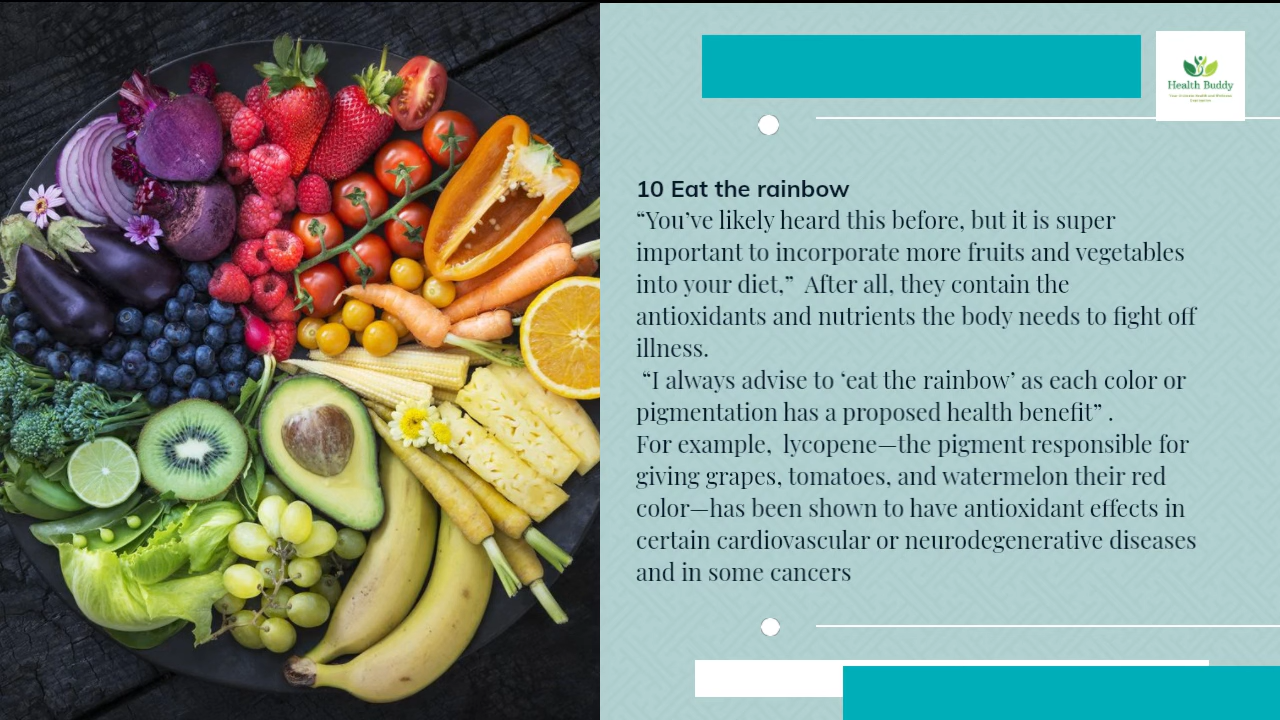 Health Buddy
10 Eat the rainbow
“You’ve likely heard this before, but it is super
important to incorporate more fruits and vegetables
into your diet,”  After all, they contain the
antioxidants and nutrients the body needs to fight off
illness.
“I always advise to ‘eat the rainbow’ as each color or
pigmentation has a proposed health benefit” .
For example,  lycopene—the pigment responsible for
giving grapes, tomatoes, and watermelon their red
color—has been shown to have antioxidant effects in
certain cardiovascular or neurodegenerative diseases
and in some cancers